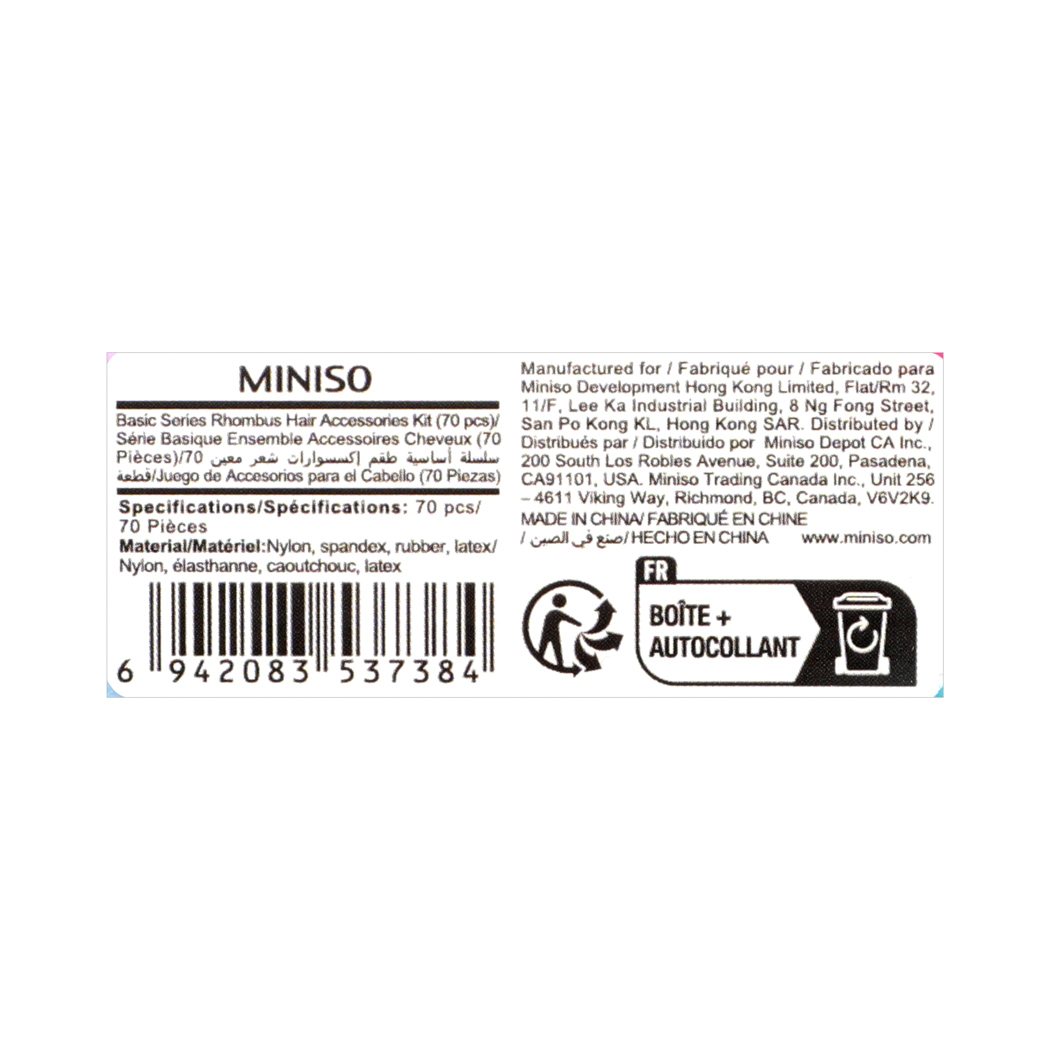 MINISO
Basic Series Rhombus Hair Accessories Kit (70 pcs)/
Série Basique Ensemble Accessoires Cheveux (70
Pièces)/70 سلسلة أساسية طقم إكسسوارات شعر معين
قطعة/Juego de Accesorios para el Cabello (70 Piezas)
Specifications/Spécifications: 70 pcs/
70 Pièces
Material/Matériel:Nylon, spandex, rubber, latex/
Nylon, élasthanne, caoutchouc, latex
6 942083 537384
Manufactured for / Fabriqué pour / Fabricado para
Miniso Development Hong Kong Limited, Flat/Rm 32,
11/F, Lee Ka Industrial Building, 8 Ng Fong Street,
San Po Kong KL, Hong Kong SAR. Distributed by /
Distribués par / Distribuido por Miniso Depot CA Inc.,
200 South Los Robles Avenue, Suite 200, Pasadena,
CA91101, USA. Miniso Trading Canada Inc., Unit 256
– 4611 Viking Way, Richmond, BC, Canada, V6V2K9.
MADE IN CHINA/ FABRIQUÉ EN CHINE
/ صنع في الصين/HECHO EN CHINA www.miniso.com
FR
BOÎTE +
AUTOCOLLANT